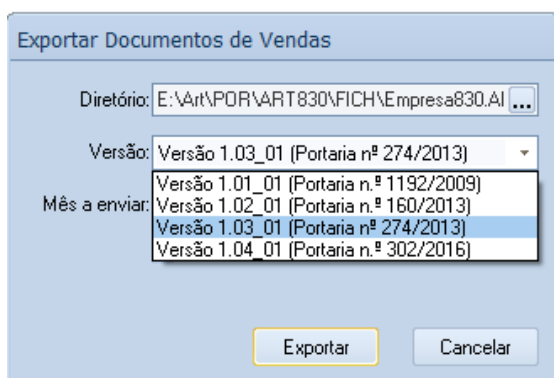 Exportar Documentos de Vendas
Diretório: E:\Art\POR\ART830\FICH\Empresa830.AI ...
Versão: Versão 1.03_01 (Portaria nº 274/2013)
Versão 1.01_01 (Portaria n.º 1192/2009)
Mês a enviar: Versão 1.02_01 (Portaria n.º 160/2013)
Versão 1.03_01 (Portaria nº 274/2013)
Versão 1.04_01 (Portaria n.º 302/2016)
Exportar Cancelar